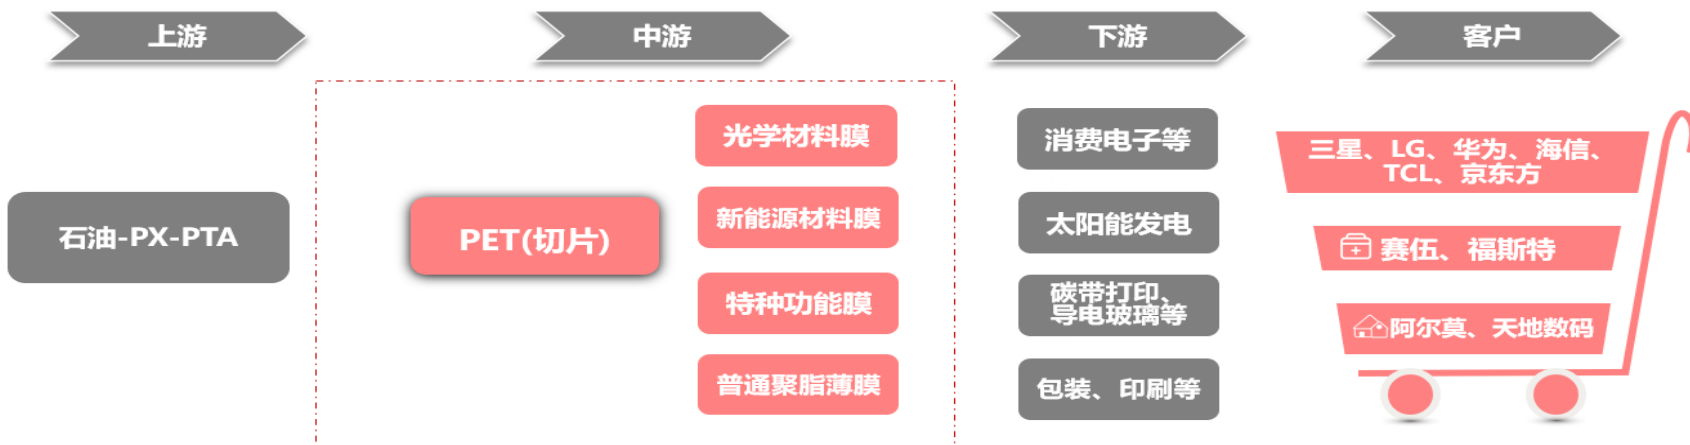 上游
中游
下游
客户
石油-PX-PTA
PET(切片)
光学材料膜
新能源材料膜
特种功能膜
普通聚脂薄膜
消费电子等
太阳能发电
碳带打印、
导电玻璃等
包装、印刷等
三星、LG、华为、海信、
TCL、京东方
赛伍、福斯特
阿尔莫、天地数码